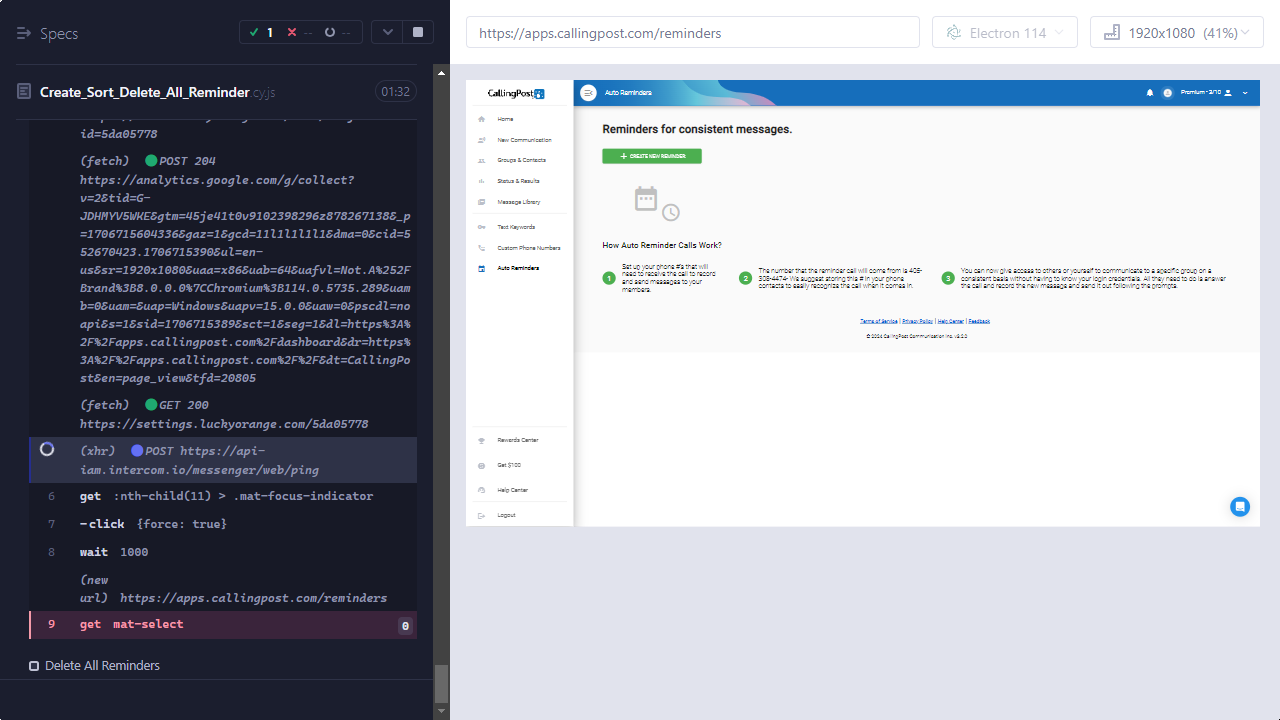 Specs
1
--
--
https://apps.callingpost.com/reminders
Electron 114
1920x1080 (41%)
Create_Sort_Delete_All_Reminder.cy.js
01:32
id=5da05778
(fetch) POST 204
https://analytics.google.com/g/collect?
v=2&tid=G-
JDHMYV5WKE&gtm=45je41t0v9102398296z878267138&_p
=1706715604336&gaz=1&gcd=11l1l1l1l1&dma=0&cid=5
52670423.1706715390&ul=en-
us&sr=1920x1080&uaa=x86&uab=64&uafvl=Not.A%252F
Brand%3B8.0.0.0%7CChromium%3B114.0.5735.289&uam
b=0&uam=&uap=Windows&uapv=15.0.0&uaw=0&pscdl=no
api&s=1&sid=1706715389&sct=1&seg=1&dl=https%3A%
2F%2Fapps.callingpost.com%2Fdashboard&dr=https%
3A%2F%2Fapps.callingpost.com%2F%2F&dt=CallingPo
st&en=page_view&tfd=20805
(fetch) GET 200
https://settings.luckyorange.com/5da05778
(xhr) POST https://api-
iam.intercom.io/messenger/web/ping
6 get :nth-child(11) > .mat-focus-indicator
7 -click {force: true}
8 wait 1000
(new
url) https://apps.callingpost.com/reminders
9 get mat-select 0
Delete All Reminders
CallingPost
Auto Reminders
Premium - 3/10
Home
New Communication
Groups & Contacts
Status & Results
Message Library
Text Keywords
Custom Phone Numbers
Auto Reminders
Rewards Center
Get $100
Help Center
Logout
Reminders for consistent messages.
CREATE NEW REMINDER
How Auto Reminder Calls Work?
1
Set up your phone #'s that will
need to receive the call to record
and send messages to your
members.
2
The number that the reminder call will come from is 405-
308-4474- We suggest storing this # in your phone
contacts to easily recognize the call when it comes in.
3
You can now give access to others or yourself to communicate to a specific group on a
consistent basis without having to know your login credentials. All they need to do is answer
the call and record the new message and send it out following the prompts.
Terms of Service | Privacy Policy | Help Center | Feedback
© 2024 CallingPost Communication Inc.